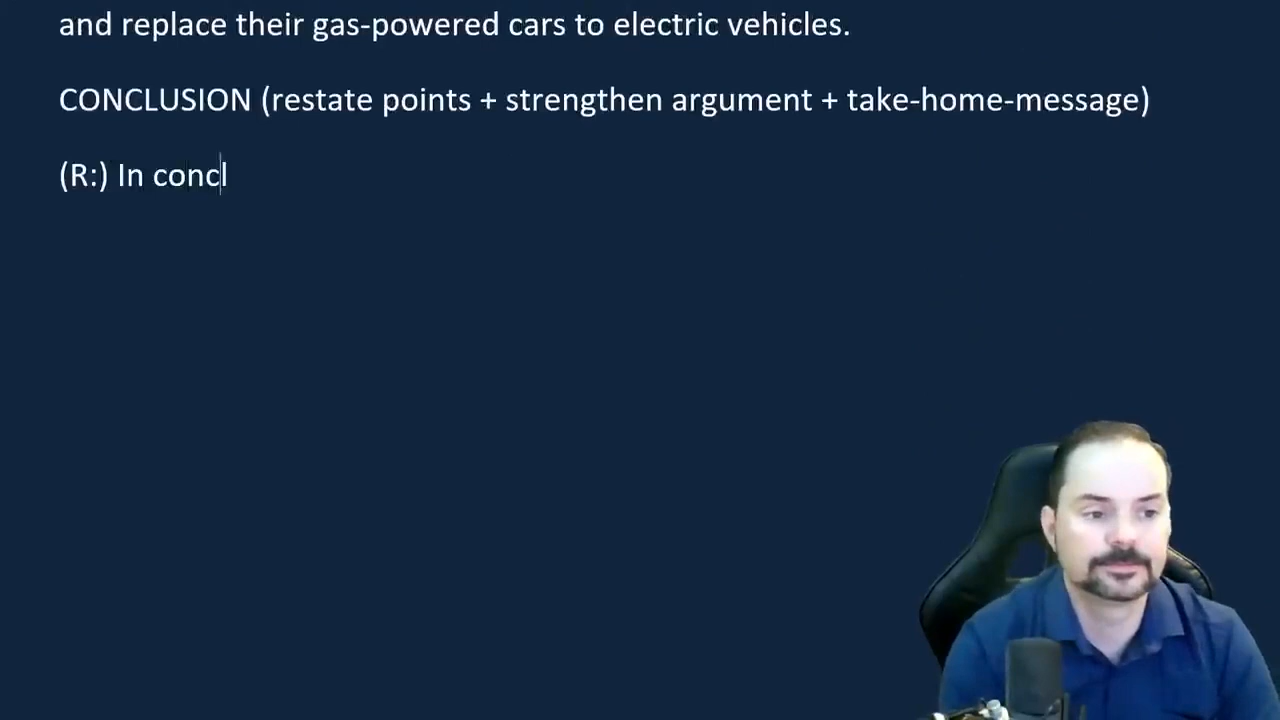 and replace their gas-powered cars to electric vehicles.
CONCLUSION (restate points + strengthen argument + take-home-message)
(R:) In concl